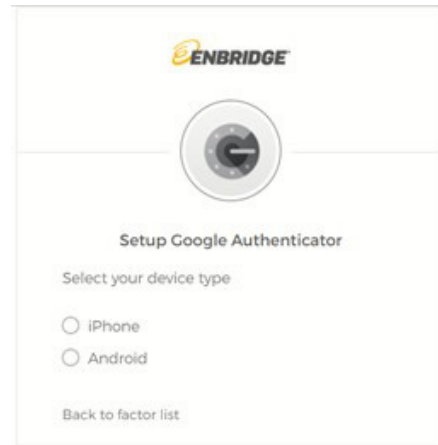 ENBRIDGE
Setup Google Authenticator
Select your device type
iPhone
Android
Back to factor list